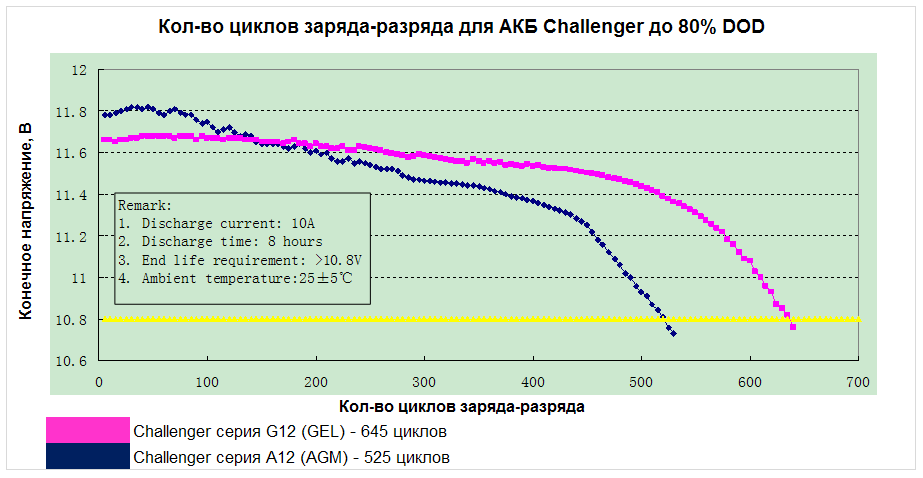 Кол-во циклов заряда-разряда для АКБ Challenger до 80% DOD
Конечное напряжение, В
12
11.8
11.6
11.4
11.2
11
10.8
10.6
Remark:
1. Discharge current: 10A
2. Discharge time: 8 hours
3. End life requirement: >10.8V
4. Ambient temperature:25±5℃
0 100 200 300 400 500 600 700
Кол-во циклов заряда-разряда
Challenger серия G12 (GEL) - 645 циклов
Challenger серия A12 (AGM) - 525 циклов